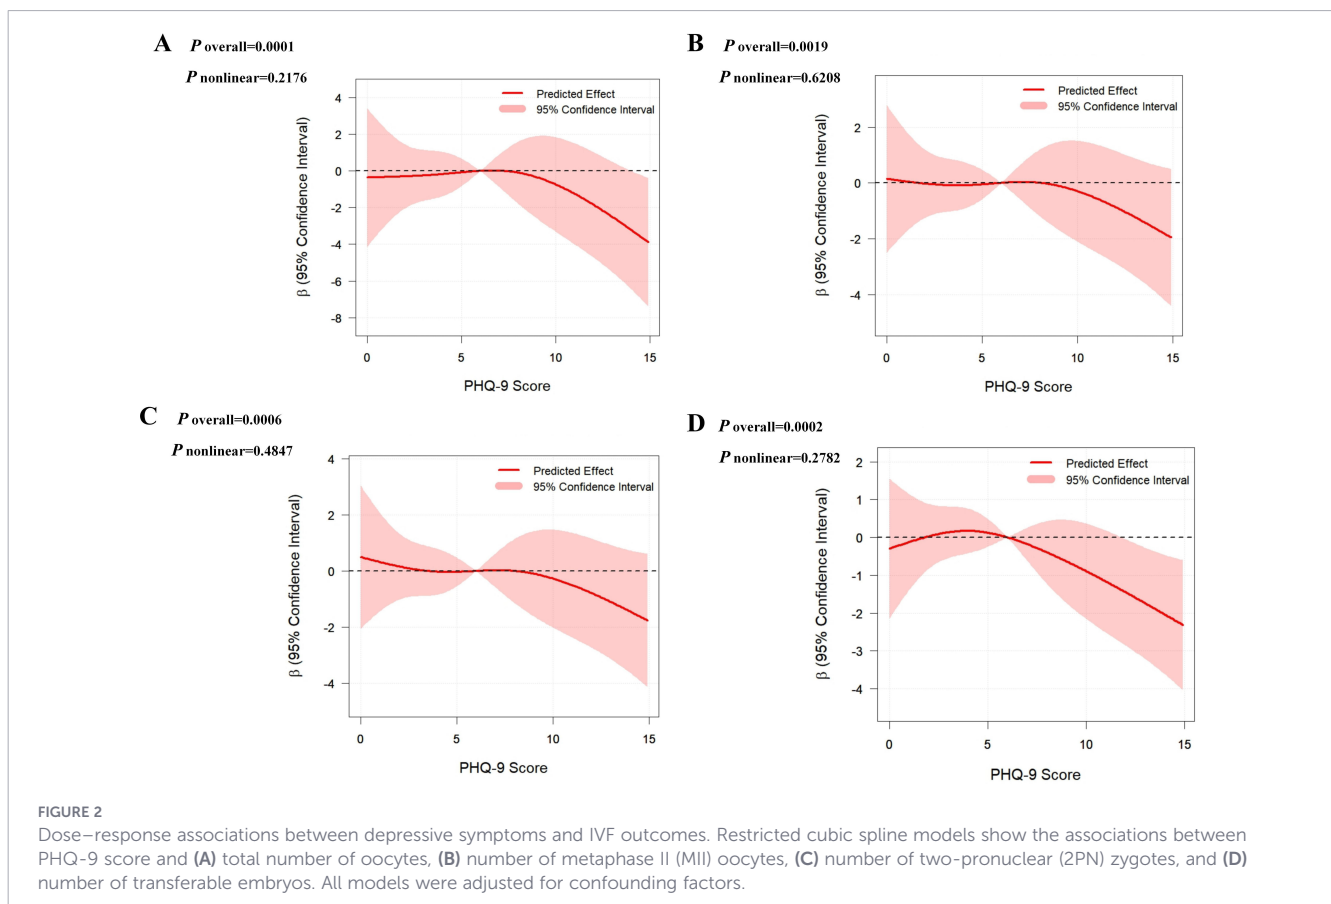 A P overall=0.0001
P nonlinear=0.2176
Predicted Effect
95% Confidence Interval
4
2
0
-2
-4
-6
-8
β (95% Confidence Interval)
0 5 10 15
PHQ-9 Score
B P overall=0.0019
P nonlinear=0.6208
Predicted Effect
95% Confidence Interval
2
0
-2
-4
β (95% Confidence Interval)
0 5 10 15
PHQ-9 Score
C P overall=0.0006
P nonlinear=0.4847
Predicted Effect
95% Confidence Interval
4
2
0
-2
-4
β (95% Confidence Interval)
0 5 10 15
PHQ-9 Score
D P overall=0.0002
P nonlinear=0.2782
Predicted Effect
95% Confidence Interval
2
1
0
-1
-2
-3
-4
β (95% Confidence Interval)
0 5 10 15
PHQ-9 Score
FIGURE 2
Dose–response associations between depressive symptoms and IVF outcomes. Restricted cubic spline models show the associations between
PHQ-9 score and (A) total number of oocytes, (B) number of metaphase II (MII) oocytes, (C) number of two-pronuclear (2PN) zygotes, and (D)
number of transferable embryos. All models were adjusted for confounding factors.